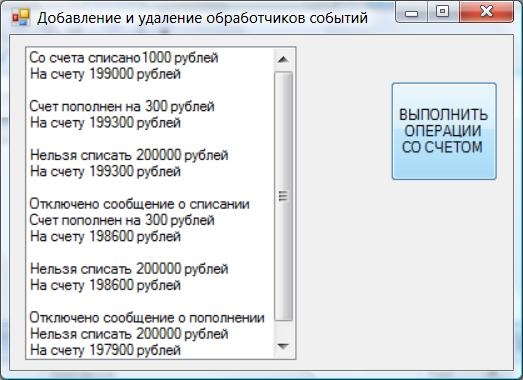 Добавление и удаление обработчиков событий
Со счета списано1000 рублей
На счету 199000 рублей
Счет пополнен на 300 рублей
На счету 199300 рублей
Нельзя списать 200000 рублей
На счету 199300 рублей
Отключено сообщение о списании
Счет пополнен на 300 рублей
На счету 198600 рублей
Нельзя списать 200000 рублей
На счету 198600 рублей
Отключено сообщение о пополнении
Нельзя списать 200000 рублей
На счету 197900 рублей
ВЫПОЛНИТЬ
ОПЕРАЦИИ
СО СЧЕТОМ